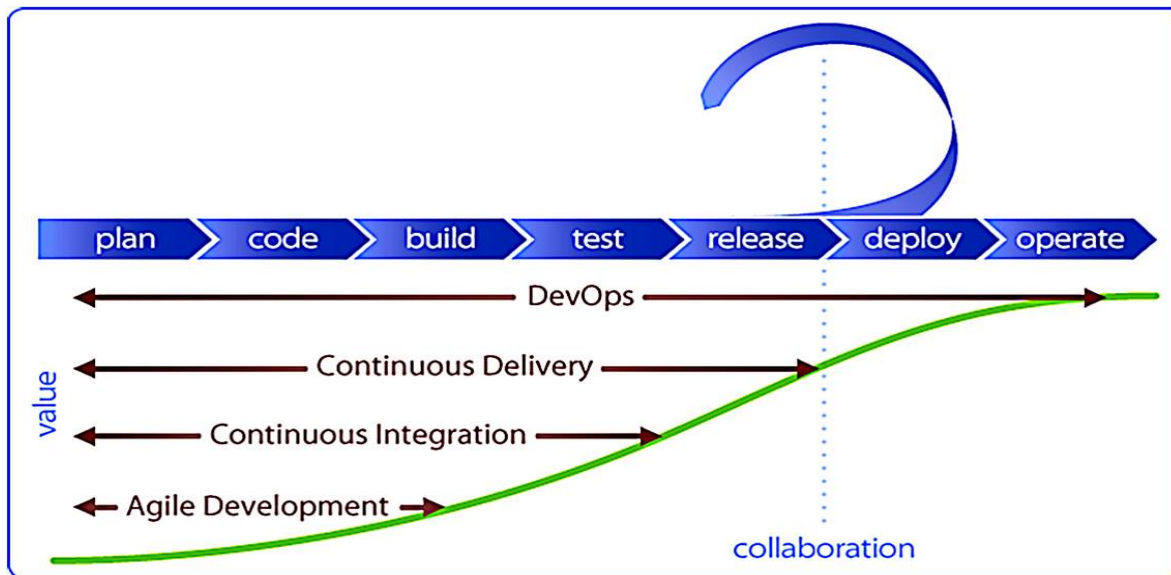 plan code build test release deploy operate
DevOps
Continuous Delivery
value
Continuous Integration
Agile Development
collaboration